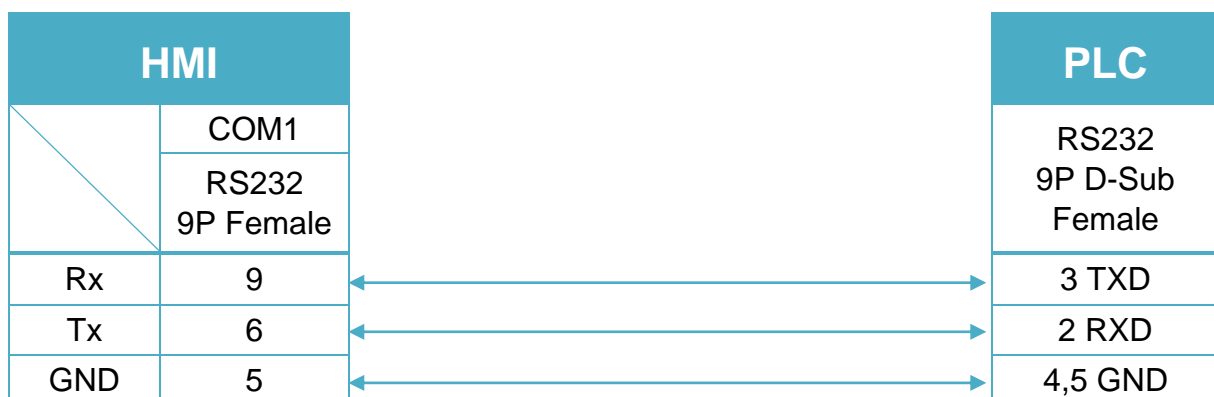 HMI
PLC
COM1
RS232
9P Female
RS232
9P D-Sub
Female
Rx 9 3 TXD
Tx 6 2 RXD
GND 5 4,5 GND